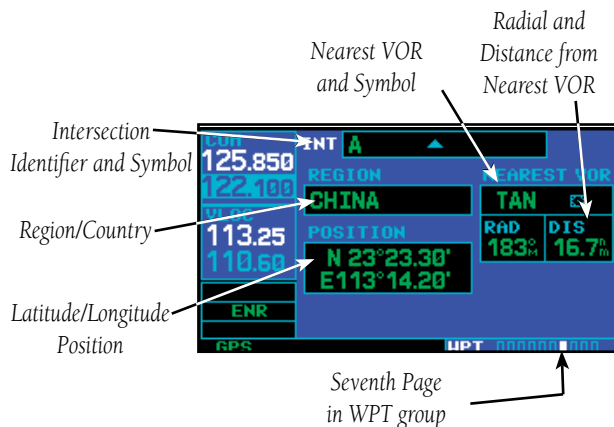 Radial and
Distance from
Nearest VOR
Nearest VOR
and Symbol
Intersection
Identifier and Symbol
Region/Country
Latitude/Longitude
Position
COM
125.850
122.100
VLOC
113.25
110.60
ENR
GPS
INT A
REGION
CHINA
POSITION
N 23°23.30'
E113°14.20'
NEAREST VOR
TAN
RAD DIS
183°M 16.7nm
WPT
Seventh Page
in WPT group